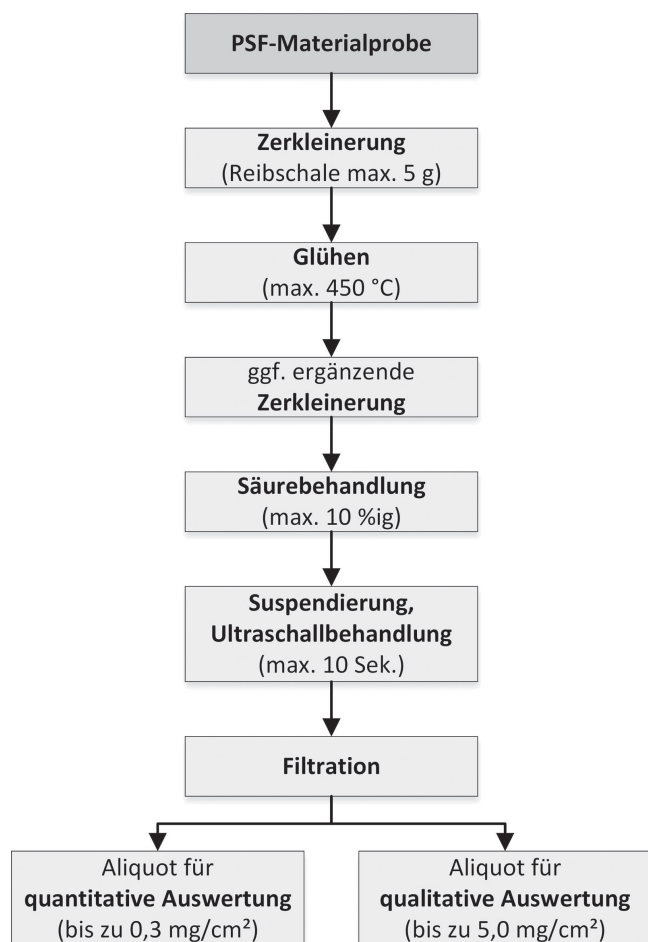 PSF-Materialprobe
Zerkleinerung
(Reibschale max. 5 g)
Glühen
(max. 450 °C)
ggf. ergänzende
Zerkleinerung
Säurebehandlung
(max. 10 %ig)
Suspendierung,
Ultraschallbehandlung
(max. 10 Sek.)
Filtration
Aliquot für
quantitative Auswertung
(bis zu 0,3 mg/cm²)
Aliquot für
qualitative Auswertung
(bis zu 5,0 mg/cm²)